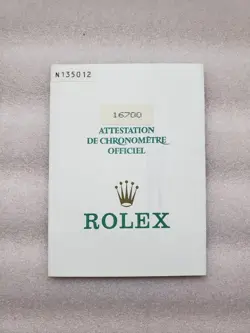 N135012
16700
ATTESTATION
DE CHRONOMÈTRE
OFFICIEL
ROLEX